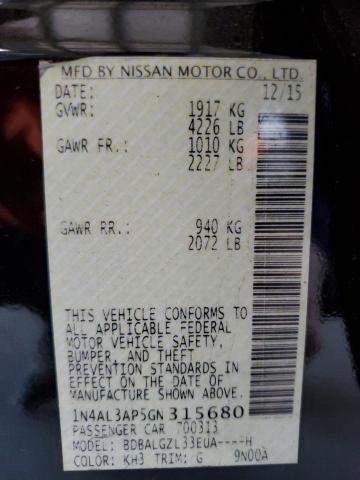 MFD BY NISSAN MOTOR CO., LTD.
DATE: 12/15
GVWR: 1917 KG
4226 LB
GAWR FR.: 1010 KG
2227 LB
GAWR RR.: 940 KG
2072 LB
THIS VEHICLE CONFORMS TO
ALL APPLICABLE FEDERAL
MOTOR VEHICLE SAFETY,
BUMPER, AND THEFT
PREVENTION STANDARDS IN
EFFECT ON THE DATE OF
MANUFACTURE SHOWN ABOVE.
1N4AL3AP5GN315680
PASSENGER CAR 700313
MODEL: BDBALGZL33EUA----H
COLOR: KH3 TRIM: G 9N00A